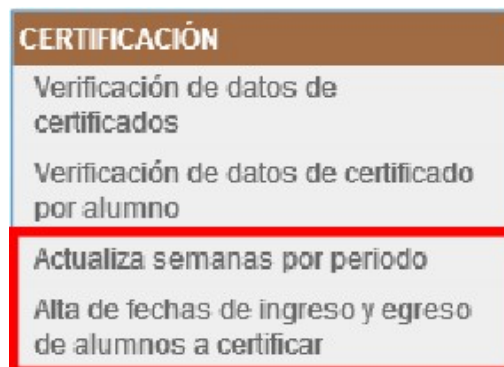 CERTIFICACIÓN
Verificación de datos de
certificados
Verificación de datos de certificado
por alumno
Actualiza semanas por periodo
Alta de fechas de ingreso y egreso
de alumnos a certificar